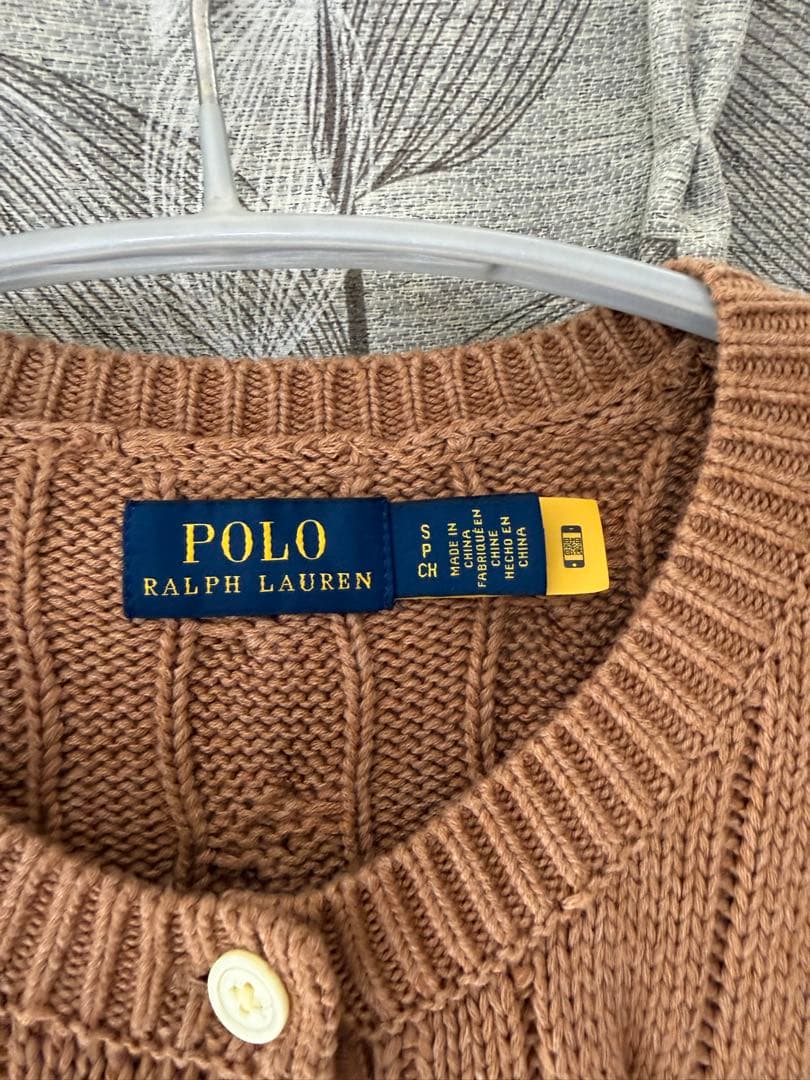 POLO
RALPH LAUREN
S
P
CH
MADE IN
CHINA
FABRIQUÉ EN
CHINE
HECHO EN
CHINA